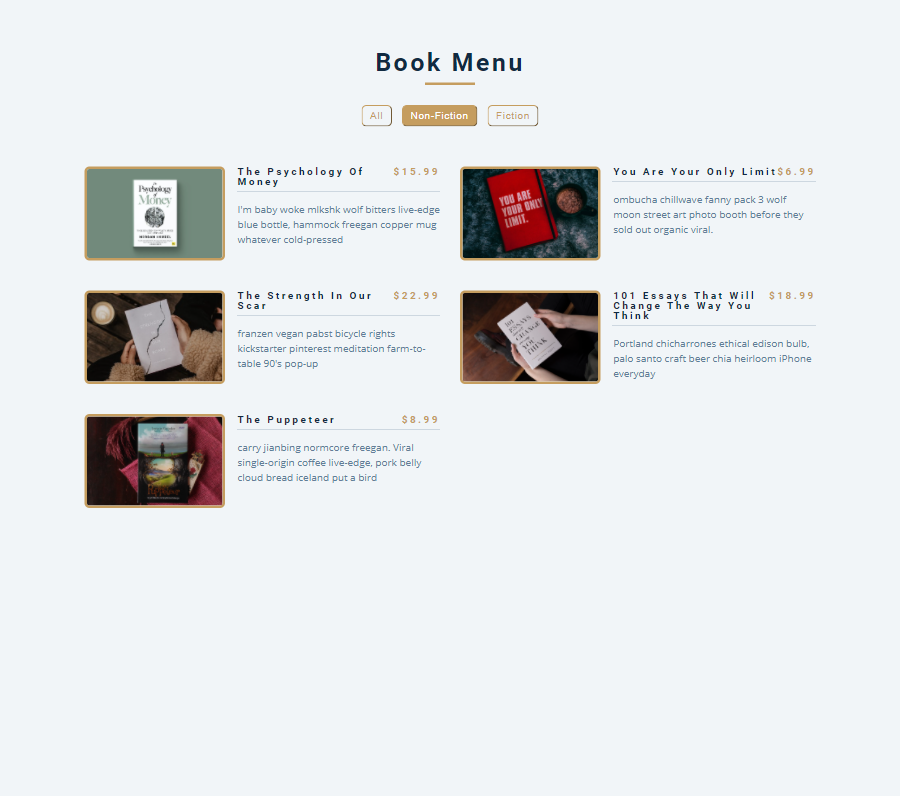 Book Menu
All
Non-Fiction
Fiction
Psychology
of
Money
MORGAN HOUSEL
The Psychology Of
Money
$15.99
I'm baby woke mlkshk wolf bitters live-edge
blue bottle, hammock freegan copper mug
whatever cold-pressed
YOU ARE
YOUR ONLY
LIMIT.
You Are Your Only Limit
$6.99
ombucha chillwave fanny pack 3 wolf
moon street art photo booth before they
sold out organic viral.
The Strength In Our
Scar
$22.99
franzen vegan pabst bicycle rights
kickstarter pinterest meditation farm-to-
table 90's pop-up
101
ESSAYS
CHANGE
YOU
THINK
101 Essays That Will
Change The Way You
Think
$18.99
Portland chicharrones ethical edison bulb,
palo santo craft beer chia heirloom iPhone
everyday
The Puppeteer
$8.99
carry jianbing normcore freegan. Viral
single-origin coffee live-edge, pork belly
cloud bread iceland put a bird